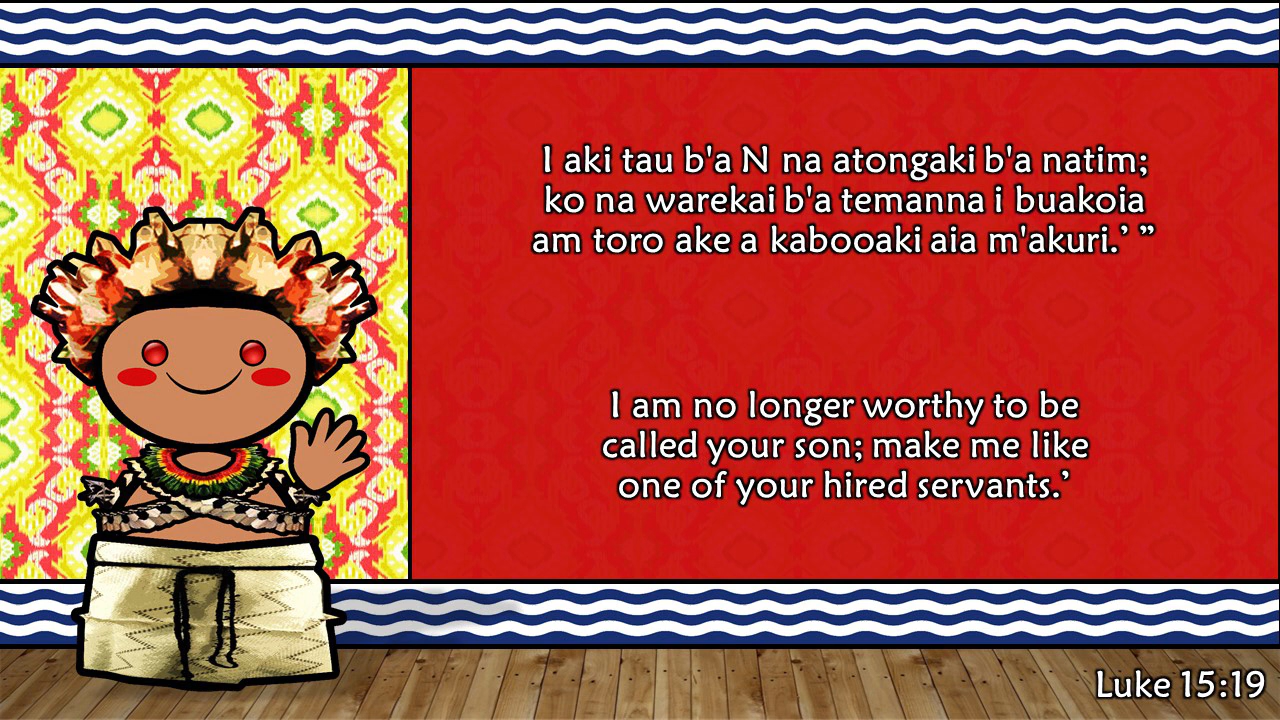 I aki tau b'a N na atongaki b'a natim;
ko na warekai b'a temanna i buakoia
am toro ake a kabooaki aia m'akuri.’ ”
I am no longer worthy to be
called your son; make me like
one of your hired servants.’
Luke 15:19